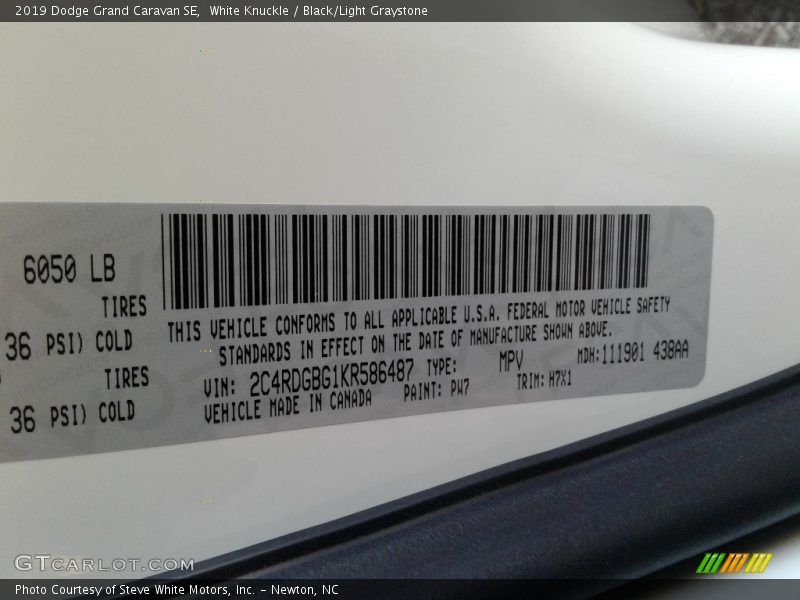 2019 Dodge Grand Caravan SE,  White Knuckle / Black/Light Graystone
6050 LB
TIRES
36 PSI) COLD
TIRES
36 PSI) COLD
THIS VEHICLE CONFORMS TO ALL APPLICABLE U.S.A. FEDERAL MOTOR VEHICLE SAFETY
STANDARDS IN EFFECT ON THE DATE OF MANUFACTURE SHOWN ABOVE.
VIN: 2C4RDGBG1KR586487 TYPE: MPV MDH:111901 438AA
VEHICLE MADE IN CANADA PAINT: PW7 TRIM: H7X1
GTCARLOT.COM
Photo Courtesy of Steve White Motors, Inc. – Newton, NC